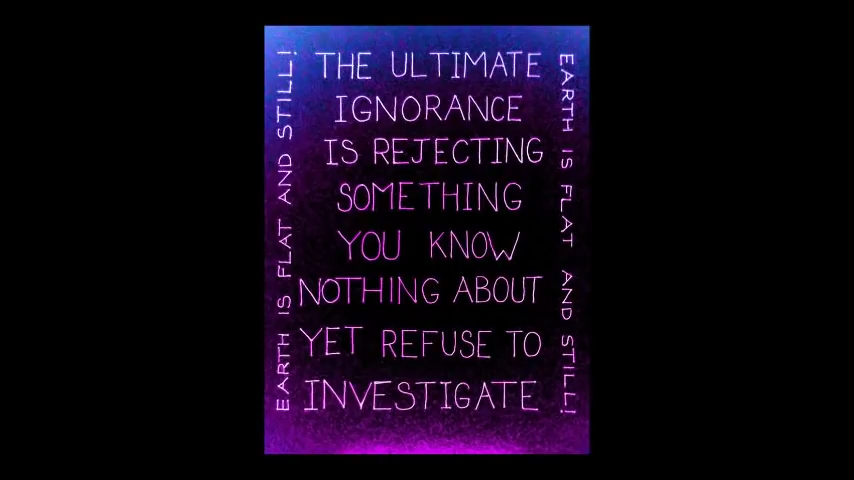 THE ULTIMATE
IGNORANCE
IS REJECTING
SOMETHING
YOU KNOW
NOTHING ABOUT
YET REFUSE TO
INVESTIGATE
EARTH IS FLAT AND STILL!
EARTH IS FLAT AND STILL!